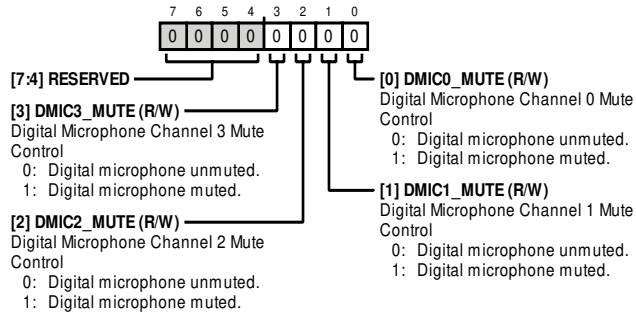 7 6 5 4 3 2 1 0
0 0 0 0 0 0 0 0
[7:4] RESERVED
[3] DMIC3_MUTE (R/W)
Digital Microphone Channel 3 Mute
Control
0: Digital microphone unmuted.
1: Digital microphone muted.
[2] DMIC2_MUTE (R/W)
Digital Microphone Channel 2 Mute
Control
0: Digital microphone unmuted.
1: Digital microphone muted.
[0] DMIC0_MUTE (R/W)
Digital Microphone Channel 0 Mute
Control
0: Digital microphone unmuted.
1: Digital microphone muted.
[1] DMIC1_MUTE (R/W)
Digital Microphone Channel 1 Mute
Control
0: Digital microphone unmuted.
1: Digital microphone muted.